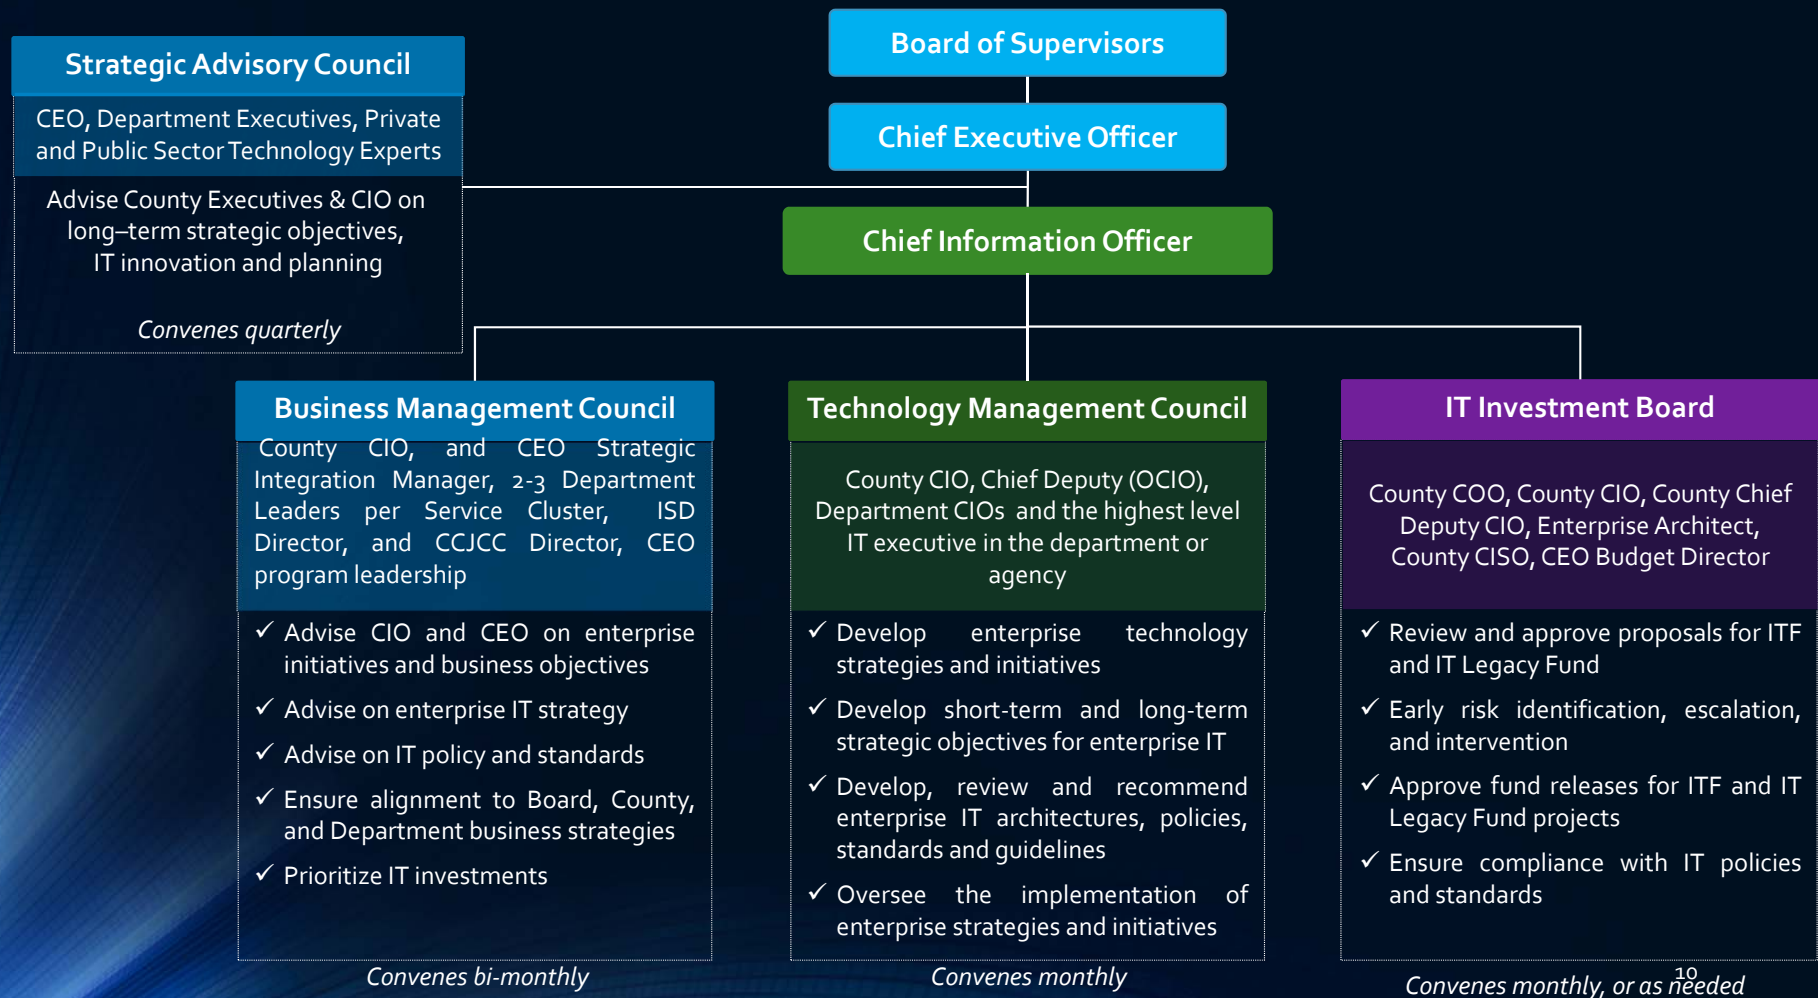 Board of Supervisors
Chief Executive Officer
Chief Information Officer
Strategic Advisory Council
CEO, Department Executives, Private
and Public Sector Technology Experts
Advise County Executives & CIO on
long–term strategic objectives,
IT innovation and planning
Convenes quarterly
Business Management Council
County CIO, and CEO Strategic
Integration Manager, 2-3 Department
Leaders per Service Cluster, ISD
Director, and CCJCC Director, CEO
program leadership
✓ Advise CIO and CEO on enterprise
initiatives and business objectives
✓ Advise on enterprise IT strategy
✓ Advise on IT policy and standards
✓ Ensure alignment to Board, County,
and Department business strategies
✓ Prioritize IT investments
Convenes bi-monthly
Technology Management Council
County CIO, Chief Deputy (OCIO),
Department CIOs and the highest level
IT executive in the department or
agency
✓ Develop enterprise technology
strategies and initiatives
✓ Develop short-term and long-term
strategic objectives for enterprise IT
✓ Develop, review and recommend
enterprise IT architectures, policies,
standards and guidelines
✓ Oversee the implementation of
enterprise strategies and initiatives
Convenes monthly
IT Investment Board
County COO, County CIO, County Chief
Deputy CIO, Enterprise Architect,
County CISO, CEO Budget Director
✓ Review and approve proposals for ITF
and IT Legacy Fund
✓ Early risk identification, escalation,
and intervention
✓ Approve fund releases for ITF and IT
Legacy Fund projects
✓ Ensure compliance with IT policies
and standards
Convenes monthly, or as needed
10